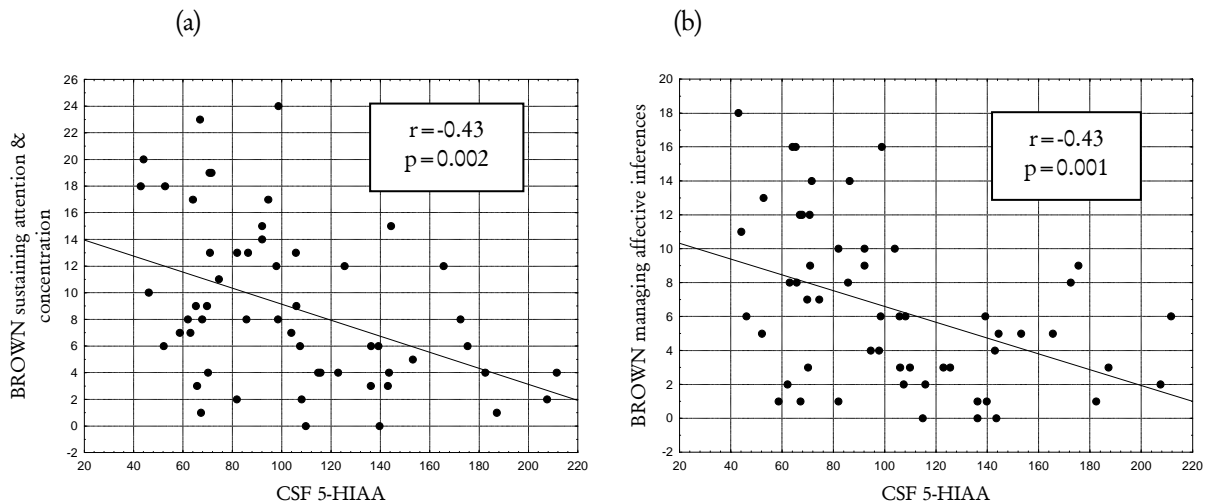 (a)
26
24
22
20
18
16
14
12
10
8
6
4
2
0
-2
BROWN sustaining attention &
concentration
r=-0.43
p=0.002
20 40 60 80 100 120 140 160 180 200 220
CSF 5-HIAA
(b)
18
16
14
12
10
8
6
4
2
0
-2
BROWN managing affective inferences
r=-0.43
p=0.001
20 40 60 80 100 120 140 160 180 200 220
CSF 5-HIAA